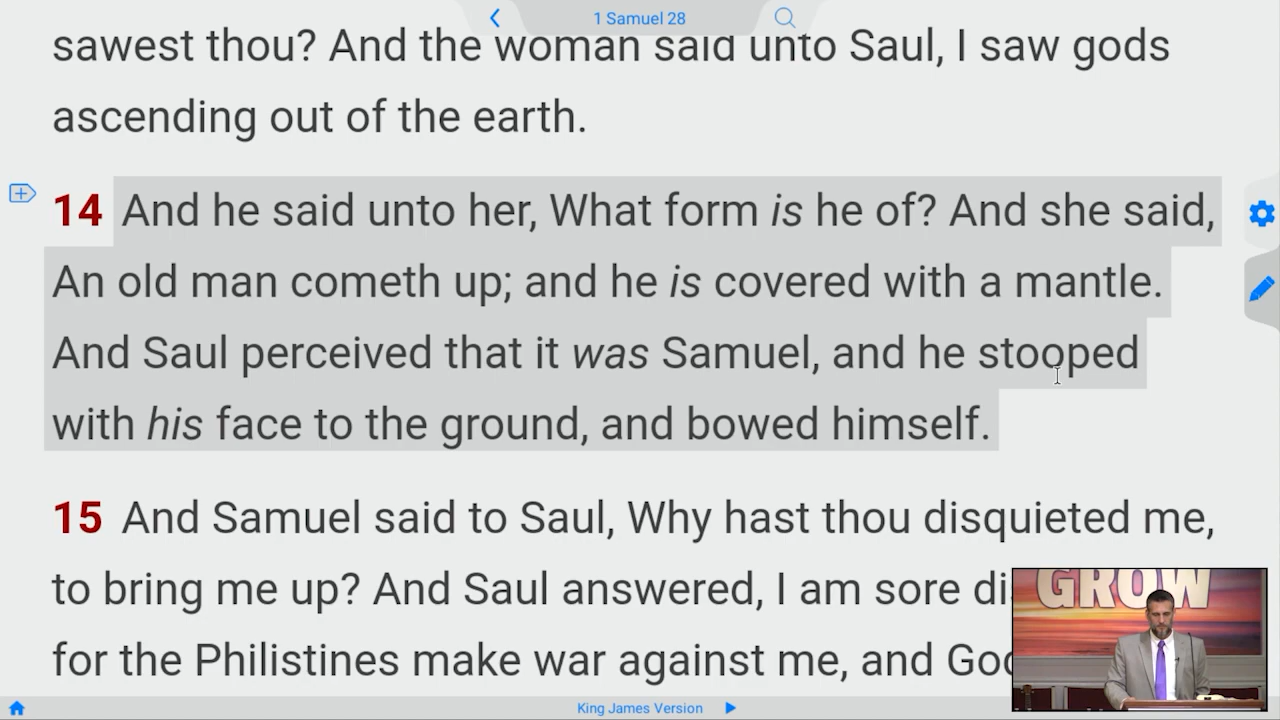 1 Samuel 28
sawest thou? And the woman said unto Saul, I saw gods
ascending out of the earth.
14 And he said unto her, What form is he of? And she said,
An old man cometh up; and he is covered with a mantle.
And Saul perceived that it was Samuel, and he stooped
with his face to the ground, and bowed himself.
15 And Samuel said to Saul, Why hast thou disquieted me,
to bring me up? And Saul answered, I am sore
for the Philistines make war against me, and
GROW
King James Version